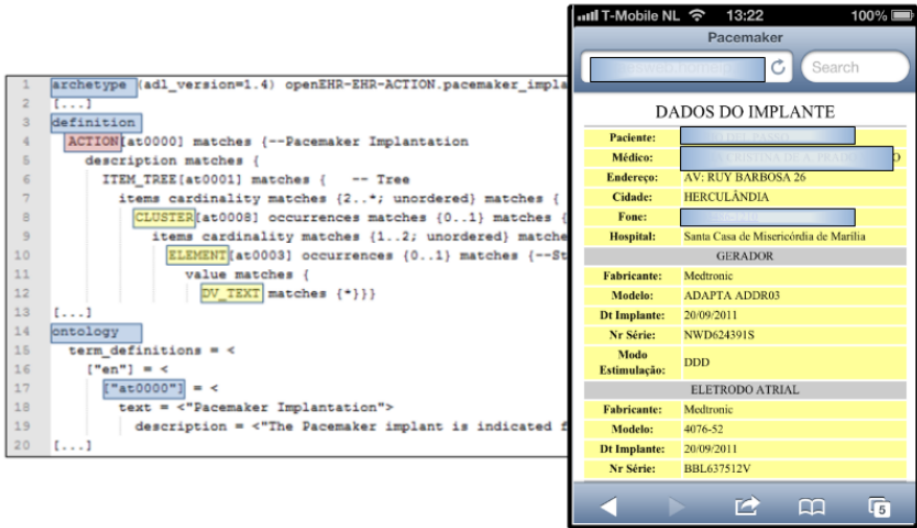 1 archetype (adl_version=1.4) openEHR-EHR-ACTION.pacemaker_impla
2 [...]
3 definition
4 ACTION[at0000] matches {--Pacemaker Implantation
5 description matches {
6 ITEM_TREE[at0001] matches { -- Tree
7 items cardinality matches {2..*; unordered} matches {
8 CLUSTER[at0008] occurrences matches {0..1} matches {
9 items cardinality matches {1..2; unordered} matche
10 ELEMENT[at0003] occurrences {0..1} matches {--St
11 value matches {
12 DV_TEXT matches {*}}}
13 [...]
14 ontology
15 term_definitions = <
16 ["en"] = <
17 ["at0000"] = <
18 text = <"Pacemaker Implantation">
19 description = <"The Pacemaker implant is indicated f
20 [...]
T-Mobile NL 13:22 100%
Pacemaker
Search
DADOS DO IMPLANTE
Paciente:
Médico:
Endereço: AV: RUY BARBOSA 26
Cidade: HERCULÂNDIA
Fone:
Hospital: Santa Casa de Misericórdia de Marília
GERADOR
Fabricante: Medtronic
Modelo: ADAPTA ADDR03
Dt Implante: 20/09/2011
Nr Série: NWD624391S
Modo
Estimulação: DDD
ELETRODO ATRIAL
Fabricante: Medtronic
Modelo: 4076-52
Dt Implante: 20/09/2011
Nr Série: BBL637512V
5